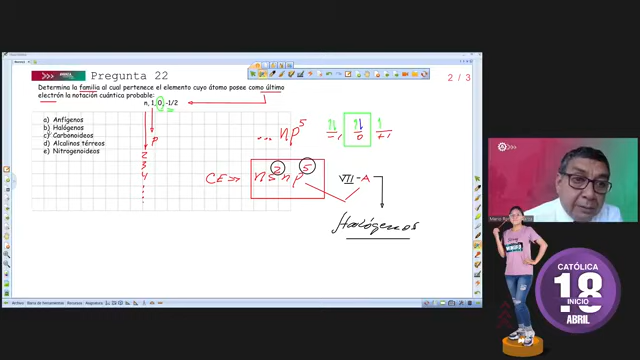 Pregunta 22
2 / 3
Determina la familia al cual pertenece el elemento cuyo átomo posee como último
electrón la notación cuántica probable:
n, 1, 0, -1/2
a) Anfígenos
b) Halógenos
c) Carbonoides
d) Alcalinos térreos
e) Nitrogenoides
p
2
3
4
... np⁵
↑↓ ↑↓ ↑
-1 0 +1
CE => ns² np⁵
VII-A
Halógenos
CATÓLICA
18
INICIO
ABRIL